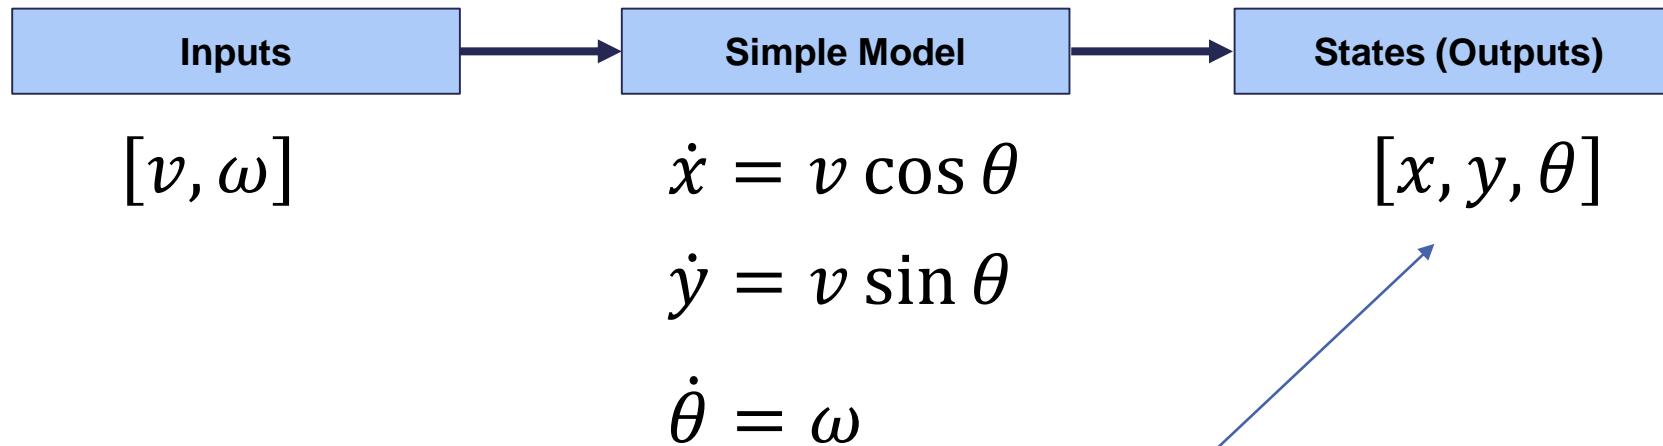 Inputs
Simple Model
States (Outputs)
[v, ω]
ẋ = v cos θ
[x, y, θ]
ẏ = v sin θ
θ̇ = ω